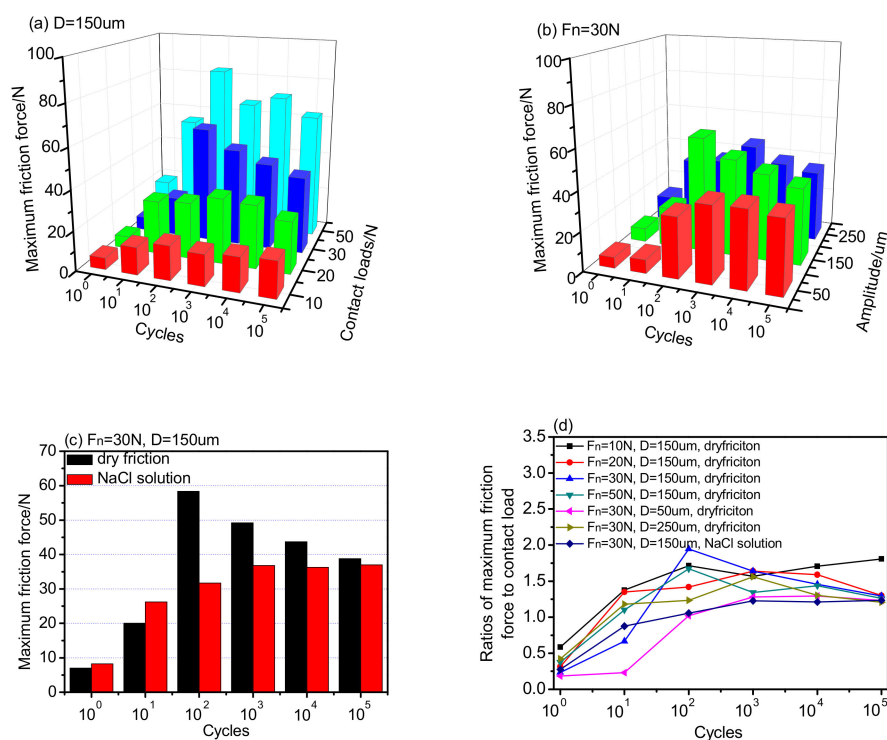 (a) D=150um
100
80
60
40
20
0
Maximum friction force/N
10^0
10^1
10^2
10^3
10^4
10^5
Cycles
10
20
30
50
Contact loads/N
(b) Fn=30N
100
80
60
40
20
0
Maximum friction force/N
10^0
10^1
10^2
10^3
10^4
10^5
Cycles
50
150
250
Amplitude/um
(c) Fn=30N, D=150um
dry friction
NaCl solution
70
60
50
40
30
20
10
0
Maximum friction force/N
10^0 10^1 10^2 10^3 10^4 10^5
Cycles
(d)
Fn=10N, D=150um, dryfriciton
Fn=20N, D=150um, dryfriciton
Fn=30N, D=150um, dryfriciton
Fn=50N, D=150um, dryfriciton
Fn=30N, D=50um, dryfriciton
Fn=30N, D=250um, dryfriciton
Fn=30N, D=150um, NaCl solution
3.5
3.0
2.5
2.0
1.5
1.0
0.5
0.0
Ratios of maximum friction
force to contact load
10^0 10^1 10^2 10^3 10^4 10^5
Cycles